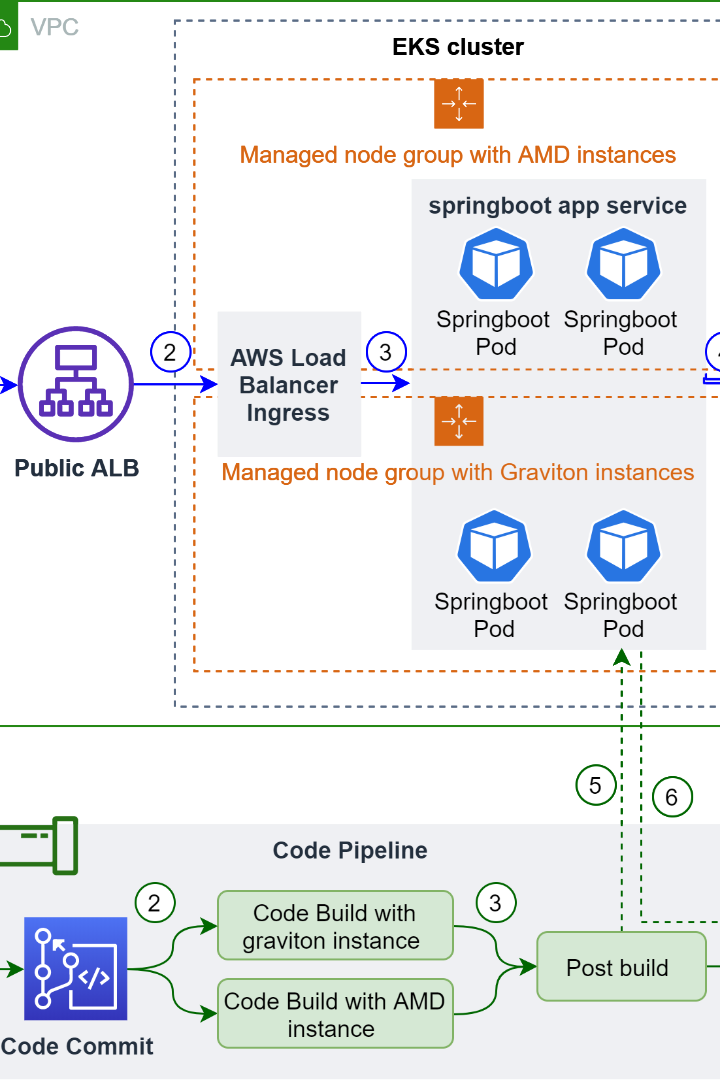 VPC
EKS cluster
Managed node group with AMD instances
springboot app service
Springboot
Pod
Springboot
Pod
2
AWS Load
Balancer
Ingress
3
Public ALB
Managed node group with Graviton instances
Springboot
Pod
Springboot
Pod
5
6
Code Pipeline
2
Code Build with
graviton instance
3
Code Build with AMD
instance
Post build
</>
Code Commit